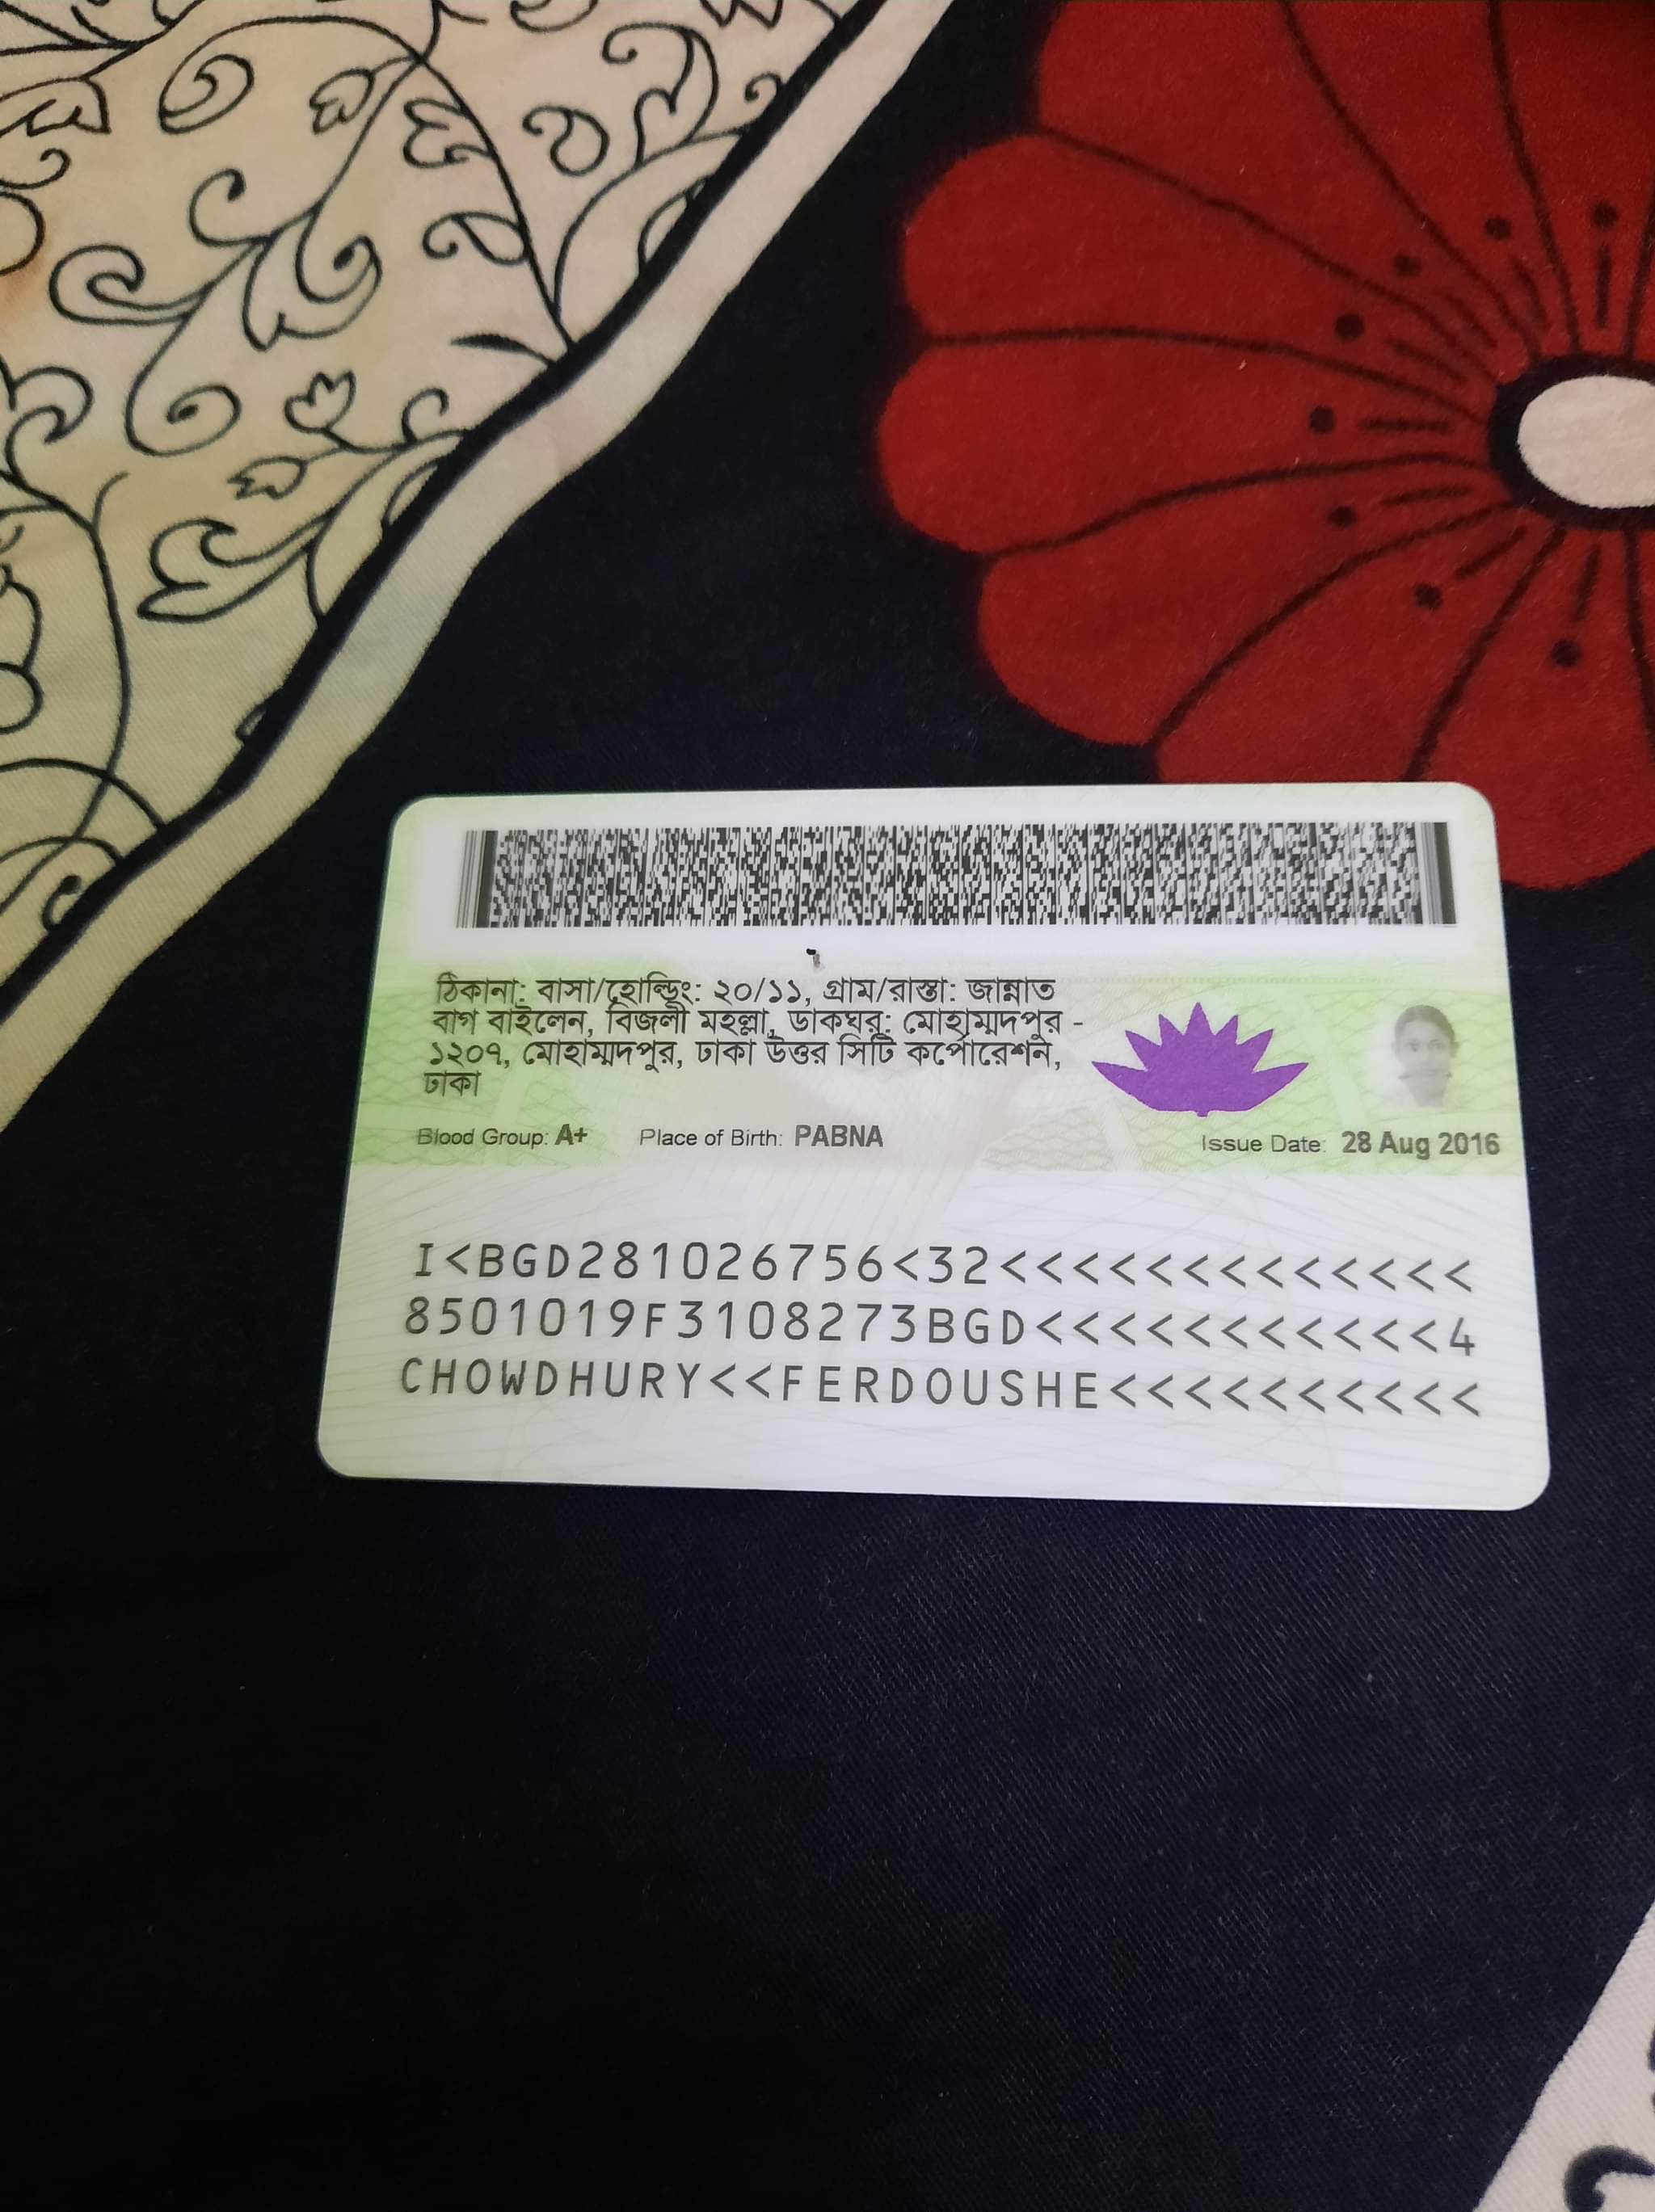 ঠিকানা: বাসা/হোল্ডিং: ২০/১১, গ্রাম/রাস্তা: জান্নাত
বাগ বাইলেন, বিজলী মহল্লা, ডাকঘর: মোহাম্মদপুর -
১২০৭, মোহাম্মদপুর, ঢাকা উত্তর সিটি কর্পোরেশন,
ঢাকা
Blood Group: A+ Place of Birth: PABNA Issue Date: 28 Aug 2016
I<BGD281026756<32<<<<<<<<<<<<<
8501019F3108273BGD<<<<<<<<<<<4
CHOWDHURY<<FERDOUSHE<<<<<<<<<<